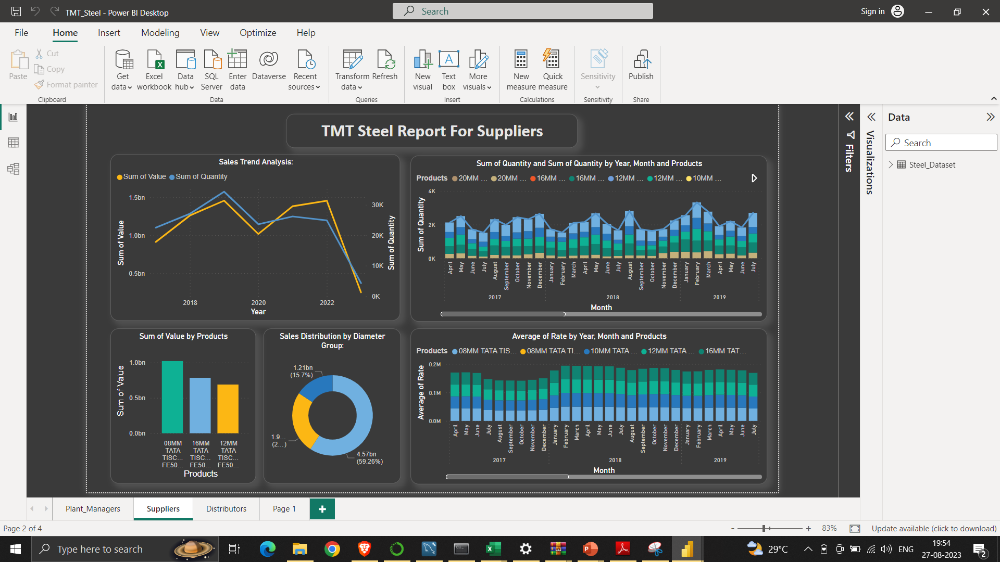 TMT_Steel - Power BI Desktop
Search
Sign in
File Home Insert Modeling View Optimize Help
Paste
Cut
Copy
Format painter
Clipboard
Get data
Excel workbook
Data hub
SQL Server
Enter data
Dataverse
Recent sources
Data
Transform data
Refresh
Queries
New visual
Text box
More visuals
Insert
New measure
Quick measure
Calculations
Sensitivity
Sensitivity
Publish
Share
TMT Steel Report For Suppliers
Sales Trend Analysis:
Sum of Value Sum of Quantity
Sum of Value
1.5bn
1.0bn
0.5bn
30K
20K
10K
0K
Sum of Quantity
2018 2020 2022
Year
Sum of Quantity and Sum of Quantity by Year, Month and Products
Products 20MM ... 20MM ... 16MM ... 16MM ... 12MM ... 12MM ... 10MM ...
Sum of Quantity
4K
2K
0K
April May June July August September October November December January February March April May June July August September October November December January February March April May June July
2017 2018 2019
Month
Sum of Value by Products
Sum of Value
1.0bn
0.5bn
0.0bn
08MM TATA TISC... FE50...
16MM TATA TISC... FE50...
12MM TATA TISC... FE50...
Products
Sales Distribution by Diameter
Group:
1.21bn
(15.7%)
1.9...
(2...)
4.57bn
(59.26%)
Average of Rate by Year, Month and Products
Products 08MM TATA TIS... 08MM TATA TI... 10MM TATA ... 12MM TATA ... 16MM TAT...
Average of Rate
0.2M
0.1M
0.0M
April May June July August September October November December January February March April May June July August September October November December January February March April May June July
2017 2018 2019
Month
Filters
Visualizations
Data
Search
Steel_Dataset
Plant_Managers Suppliers Distributors Page 1 +
Page 2 of 4
- + 83%
Update available (click to download)
Type here to search
29°C
ENG
19:54
27-08-2023
2